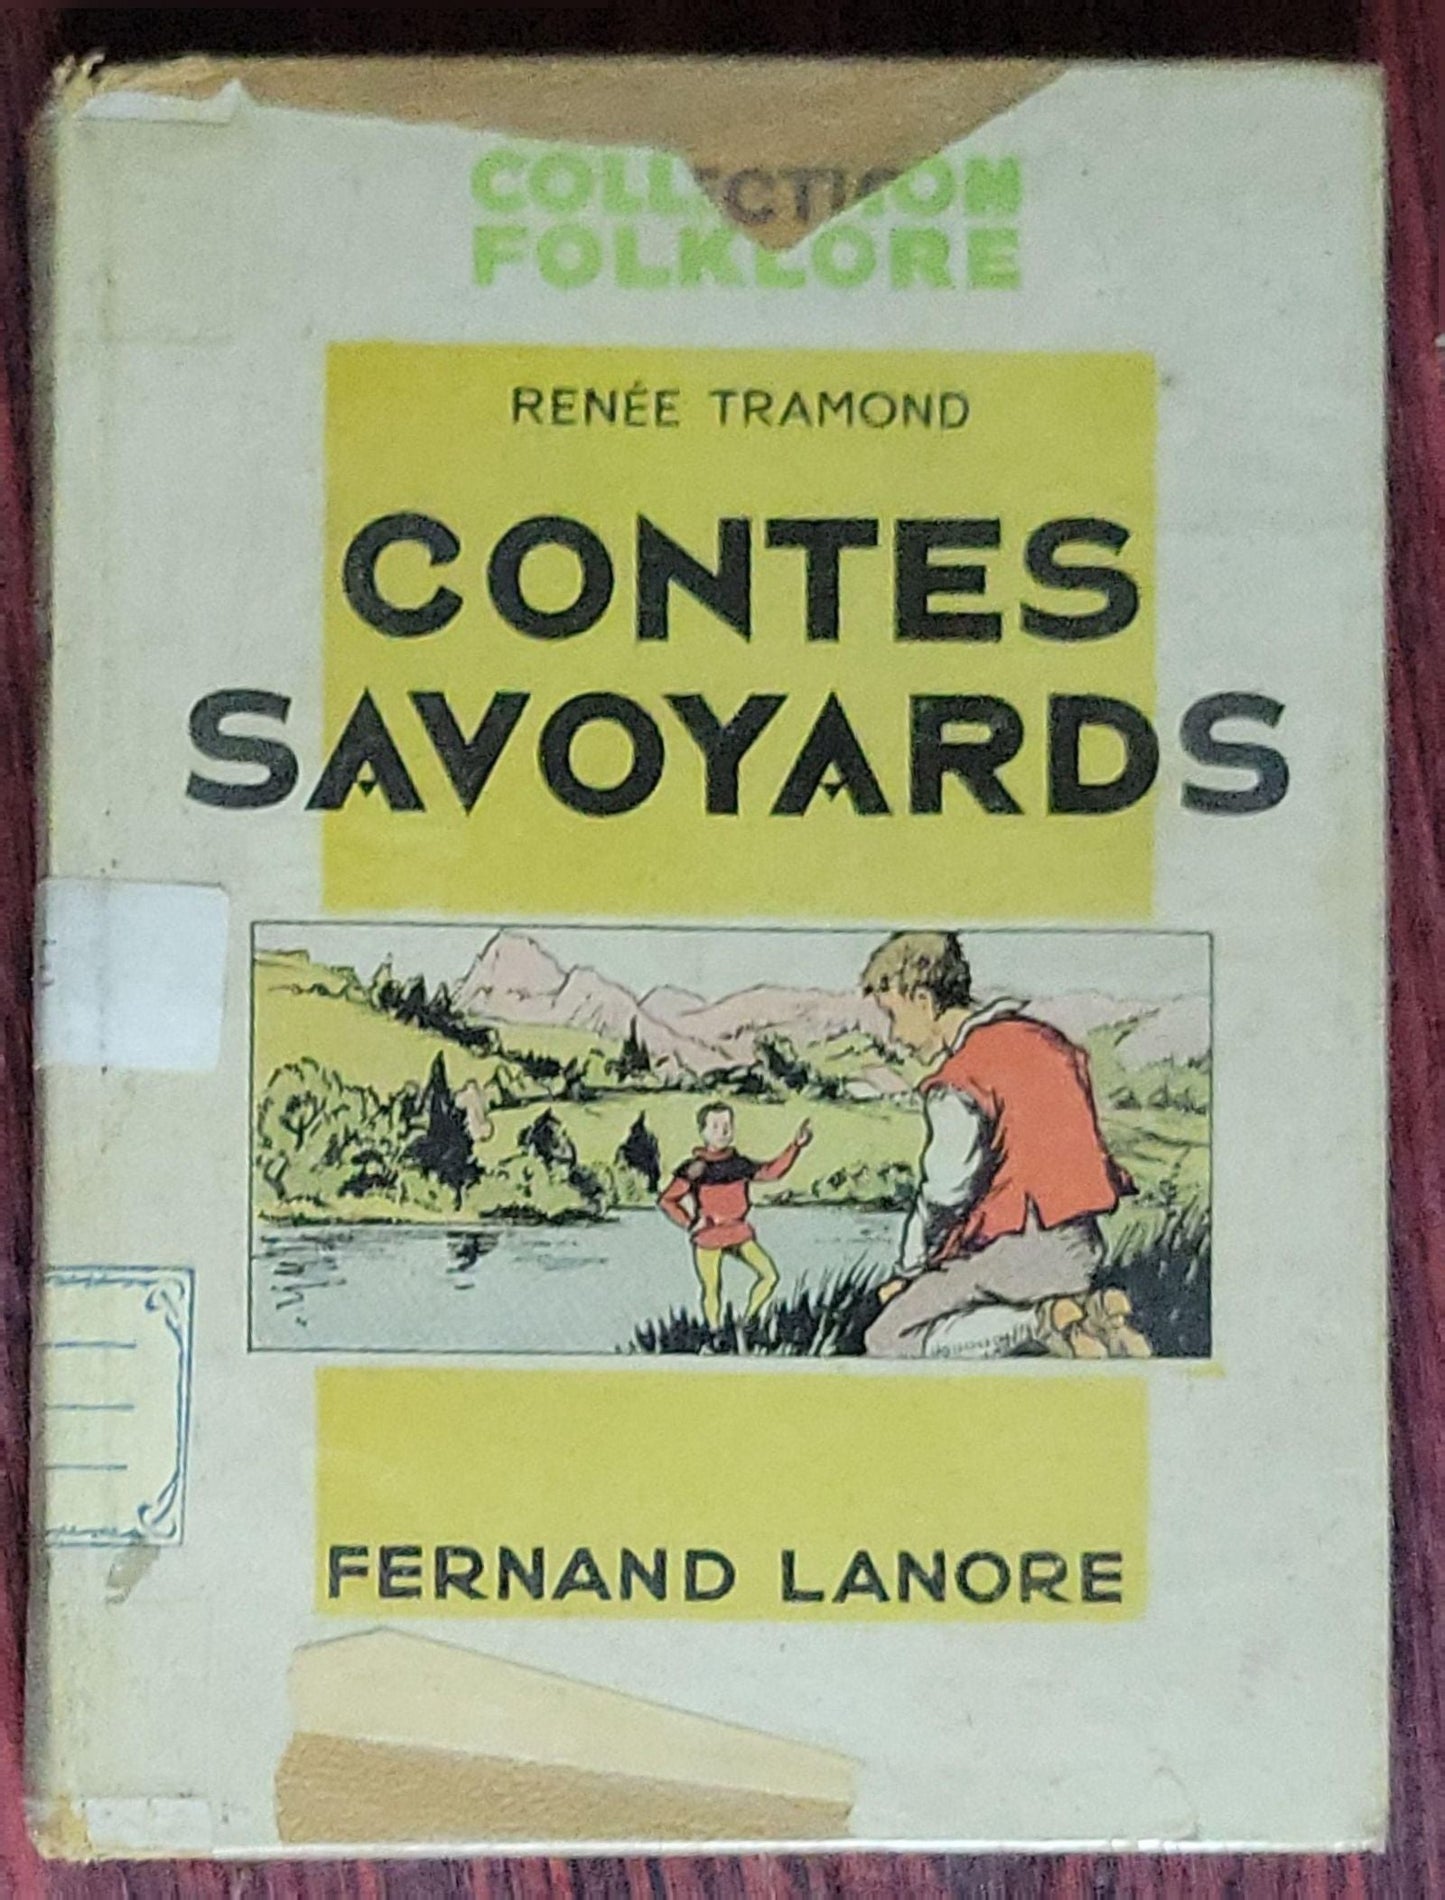 COLLECTION
FOLKLORE
RENÉE TRAMOND
CONTES
SAVOYARDS
FERNAND LANORE